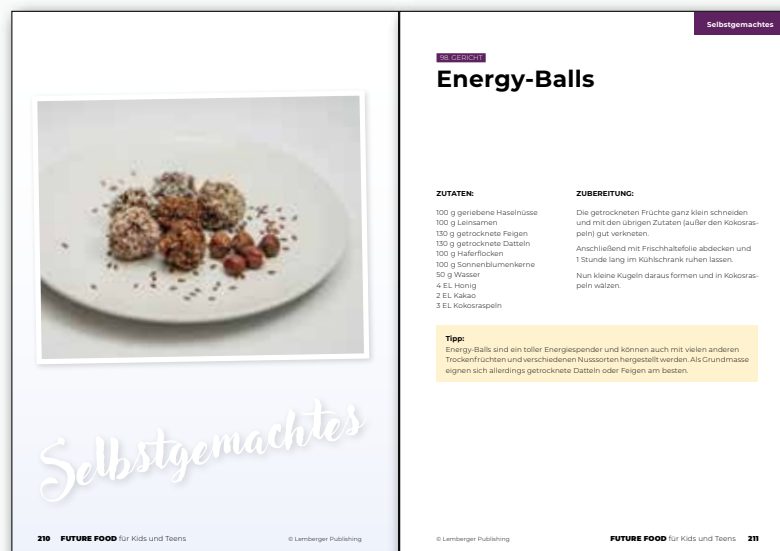 Selbstgemachtes
210 FUTURE FOOD für Kids und Teens
© Lemberger Publishing
Selbstgemachtes
98. GERICHT
Energy-Balls
ZUTATEN:
100 g geriebene Haselnüsse
100 g Leinsamen
130 g getrocknete Feigen
130 g getrocknete Datteln
100 g Haferflocken
100 g Sonnenblumenkerne
50 g Wasser
4 EL Honig
2 EL Kakao
3 EL Kokosraspeln
ZUBEREITUNG:
Die getrockneten Früchte ganz klein schneiden
und mit den übrigen Zutaten (außer den Kokosras-
peln) gut verkneten.
Anschließend mit Frischhaltefolie abdecken und
1 Stunde lang im Kühlschrank ruhen lassen.
Nun kleine Kugeln daraus formen und in Kokosras-
peln wälzen.
Tipp:
Energy-Balls sind ein toller Energiespender und können auch mit vielen anderen
Trockenfrüchten und verschiedenen Nusssorten hergestellt werden. Als Grundmasse
eignen sich allerdings getrocknete Datteln oder Feigen am besten.
© Lemberger Publishing
FUTURE FOOD für Kids und Teens 211